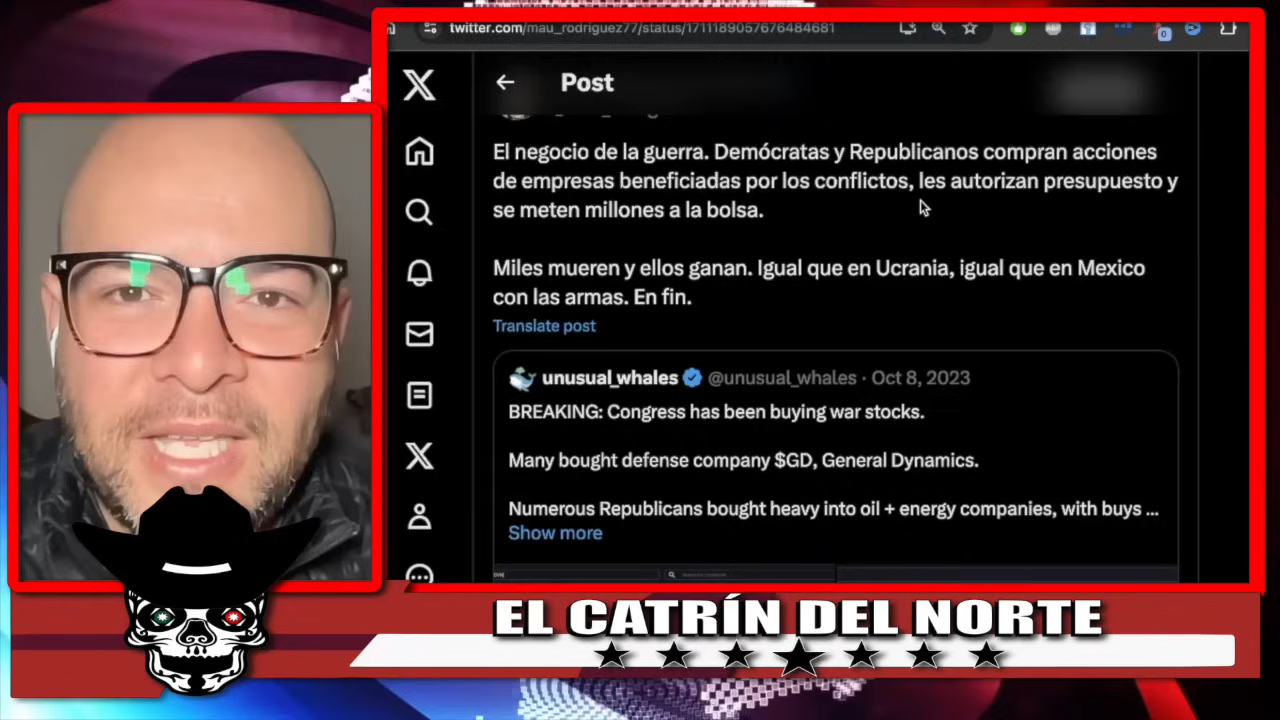 twitter.com/mau_rodriguez77/status/1711189057676484681
Post
El negocio de la guerra. Demócratas y Republicanos compran acciones
de empresas beneficiadas por los conflictos, les autorizan presupuesto y
se meten millones a la bolsa.
Miles mueren y ellos ganan. Igual que en Ucrania, igual que en Mexico
con las armas. En fin.
Translate post
unusual_whales @unusual_whales · Oct 8, 2023
BREAKING: Congress has been buying war stocks.
Many bought defense company $GD, General Dynamics.
Numerous Republicans bought heavy into oil + energy companies, with buys ...
Show more
EL CATRÍN DEL NORTE